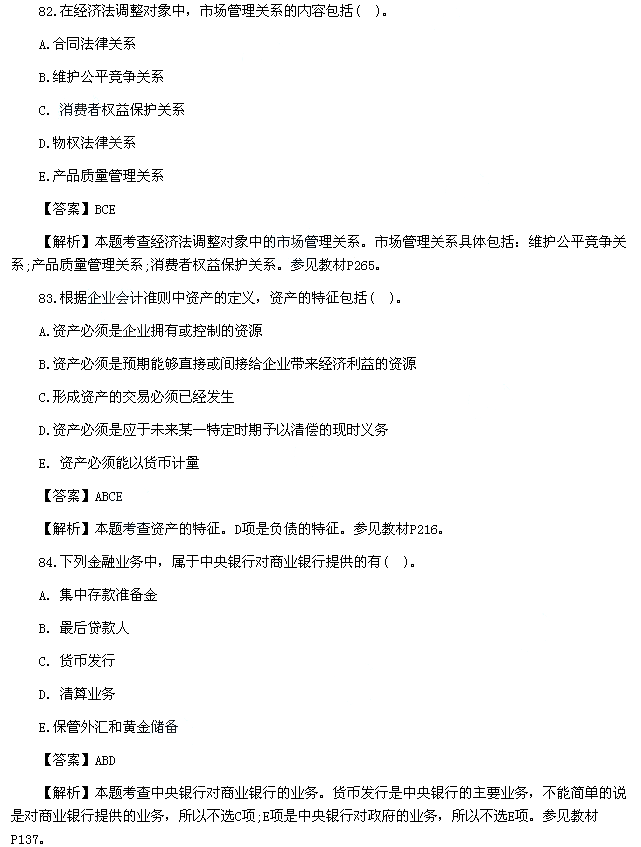 82.在经济法调整对象中，市场管理关系的内容包括(　)。
A.合同法律关系
B.维护公平竞争关系
C. 消费者权益保护关系
D.物权法律关系
E.产品质量管理关系
【答案】BCE
【解析】本题考查经济法调整对象中的市场管理关系。市场管理关系具体包括：维护公平竞争关
系;产品质量管理关系;消费者权益保护关系。参见教材P265。
83.根据企业会计准则中资产的定义，资产的特征包括(　)。
A.资产必须是企业拥有或控制的资源
B.资产必须是预期能够直接或间接给企业带来经济利益的资源
C.形成资产的交易必须已经发生
D.资产必须是应于未来某一特定时期予以清偿的现时义务
E. 资产必须能以货币计量
【答案】ABCE
【解析】本题考查资产的特征。D项是负债的特征。参见教材P216。
84.下列金融业务中，属于中央银行对商业银行提供的有(　)。
A. 集中存款准备金
B. 最后贷款人
C. 货币发行
D. 清算业务
E.保管外汇和黄金储备
【答案】ABD
【解析】本题考查中央银行对商业银行的业务。货币发行是中央银行的主要业务，不能简单的说
是对商业银行提供的业务，所以不选C项;E项是中央银行对政府的业务，所以不选E项。参见教材
P137。